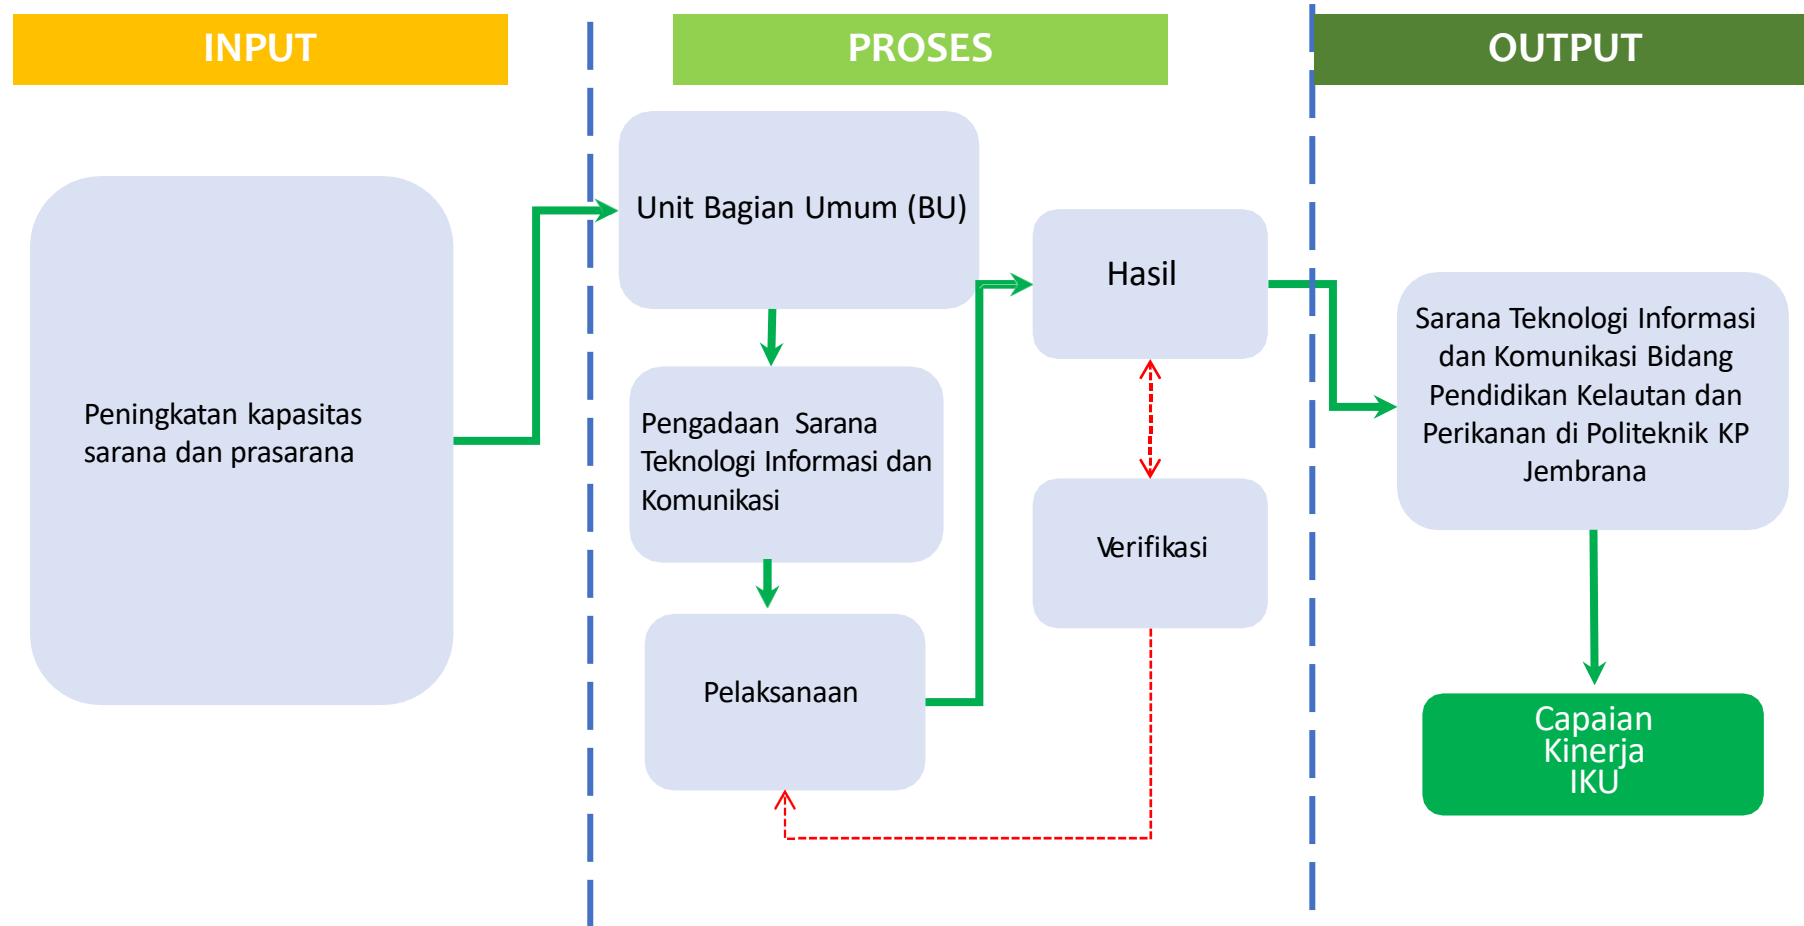 INPUT
PROSES
OUTPUT
Peningkatan kapasitas
sarana dan prasarana
Unit Bagian Umum (BU)
Pengadaan Sarana
Teknologi Informasi dan
Komunikasi
Pelaksanaan
Hasil
Verifikasi
Sarana Teknologi Informasi
dan Komunikasi Bidang
Pendidikan Kelautan dan
Perikanan di Politeknik KP
Jembrana
Capaian
Kinerja
IKU